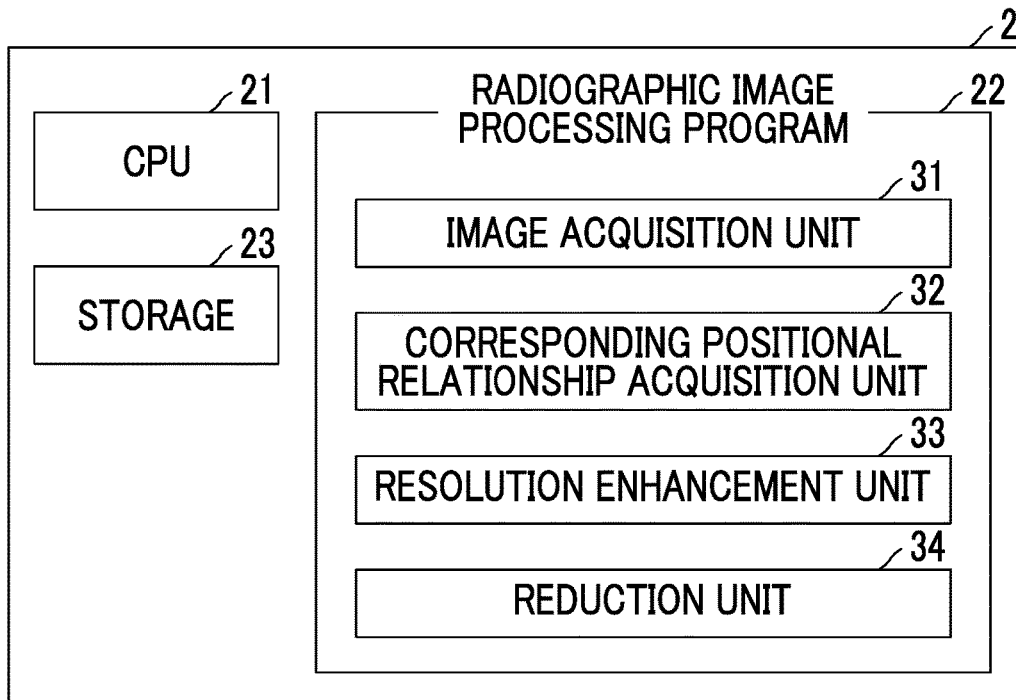 2
21
CPU
23
STORAGE
RADIOGRAPHIC IMAGE
PROCESSING PROGRAM
22
31
IMAGE ACQUISITION UNIT
32
CORRESPONDING POSITIONAL
RELATIONSHIP ACQUISITION UNIT
33
RESOLUTION ENHANCEMENT UNIT
34
REDUCTION UNIT